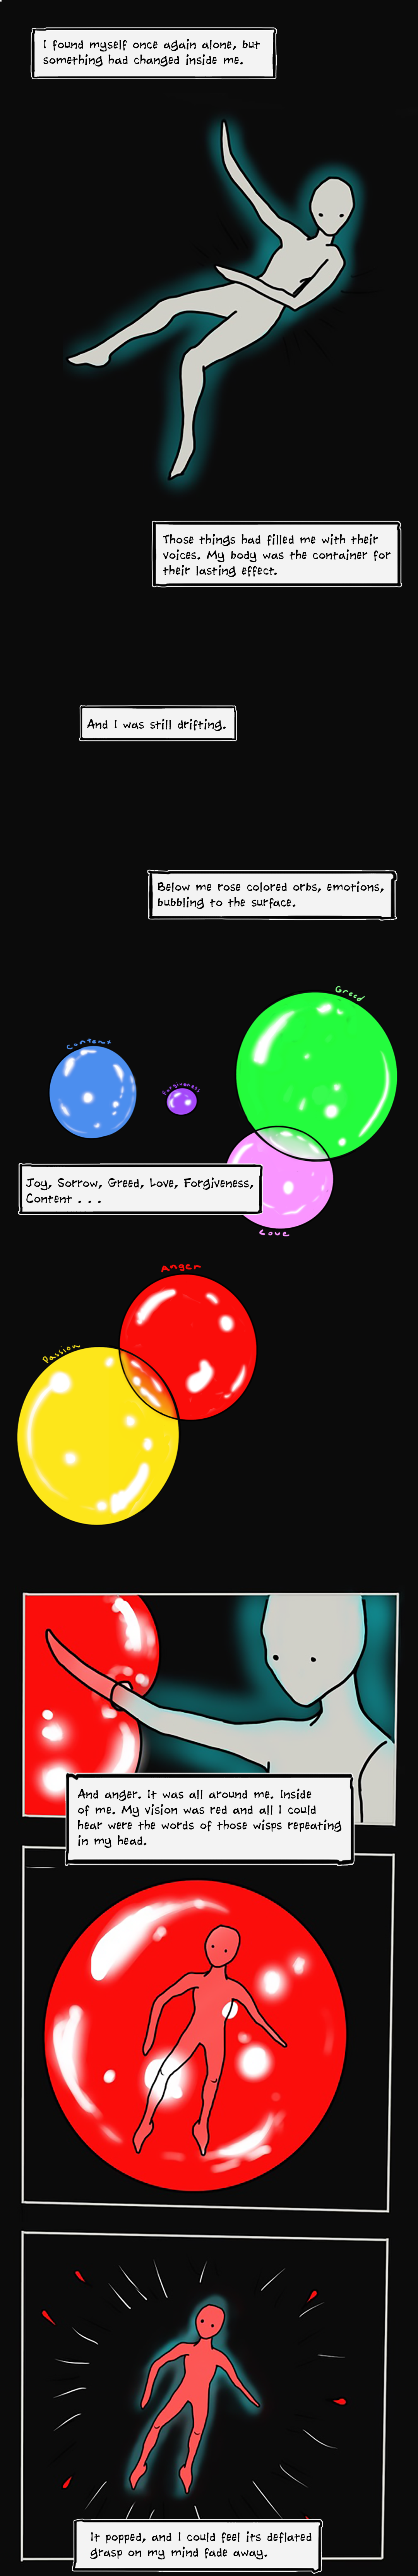 I found myself once again alone, but
something had changed inside me.
Those things had filled me with their
voices. My body was the container for
their lasting effect.
And I was still drifting.
Below me rose colored orbs, emotions,
bubbling to the surface.
Greed
Content
Forgiveness
Joy, Sorrow, Greed, Love, Forgiveness,
Content . . .
Love
Anger
Passion
And anger. It was all around me. Inside
of me. My vision was red and all I could
hear were the words of those wisps repeating
in my head.
It popped, and I could feel its deflated
grasp on my mind fade away.